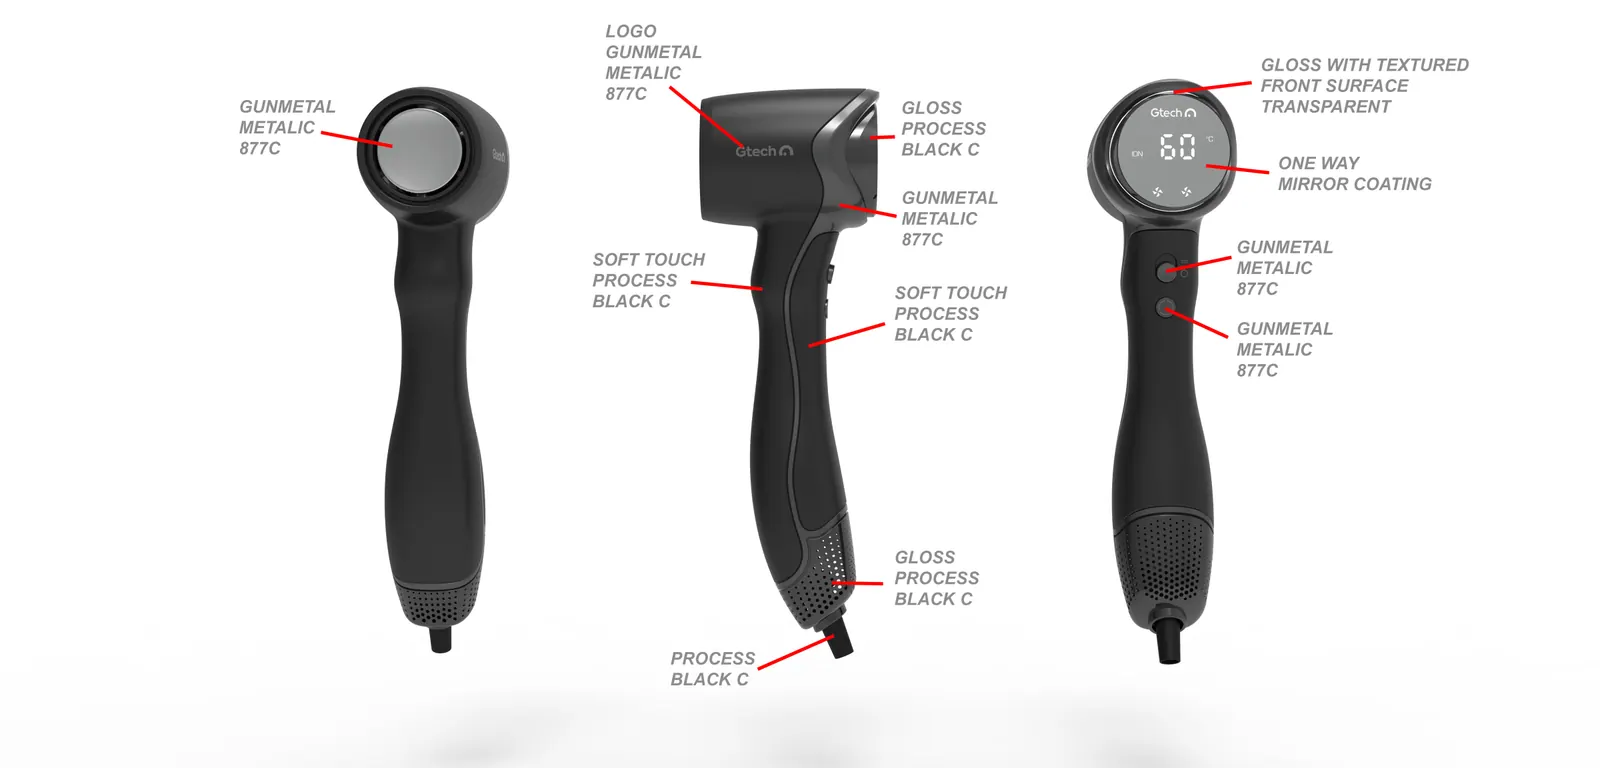 GUNMETAL
METALIC
877C
Gtech
LOGO
GUNMETAL
METALIC
877C
Gtech
GLOSS
PROCESS
BLACK C
GUNMETAL
METALIC
877C
SOFT TOUCH
PROCESS
BLACK C
SOFT TOUCH
PROCESS
BLACK C
GLOSS
PROCESS
BLACK C
PROCESS
BLACK C
Gtech
ION 60 °C
GLOSS WITH TEXTURED
FRONT SURFACE
TRANSPARENT
ONE WAY
MIRROR COATING
GUNMETAL
METALIC
877C
GUNMETAL
METALIC
877C